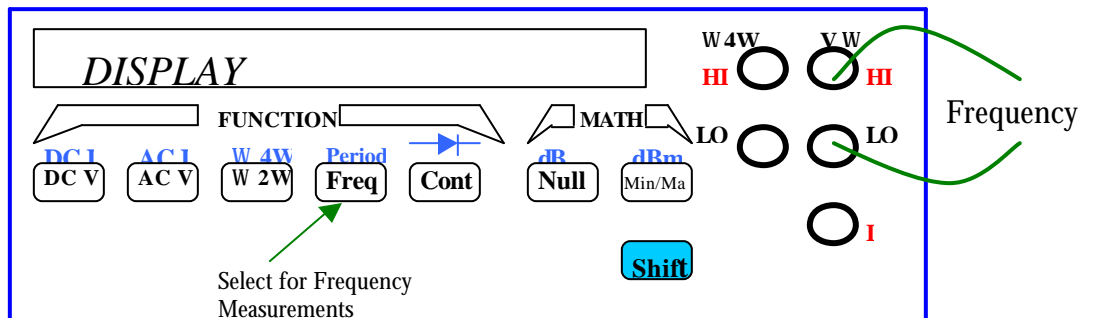 W 4W V W
DISPLAY HI HI
Frequency
FUNCTION MATH LO LO
DC I AC I W 4W Period dB dBm
DC V AC V W 2W Freq Cont Null Min/Ma
I
Shift
Select for Frequency
Measurements